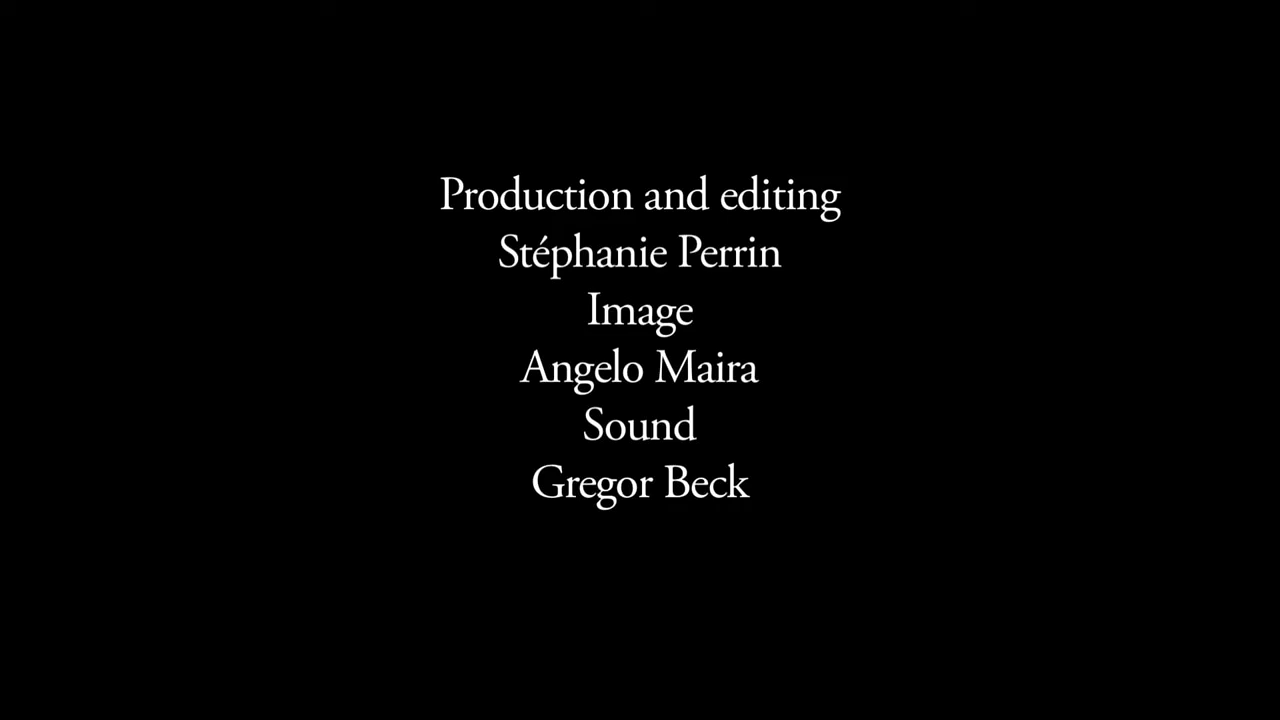 Production and editing
Stéphanie Perrin
Image
Angelo Maira
Sound
Gregor Beck